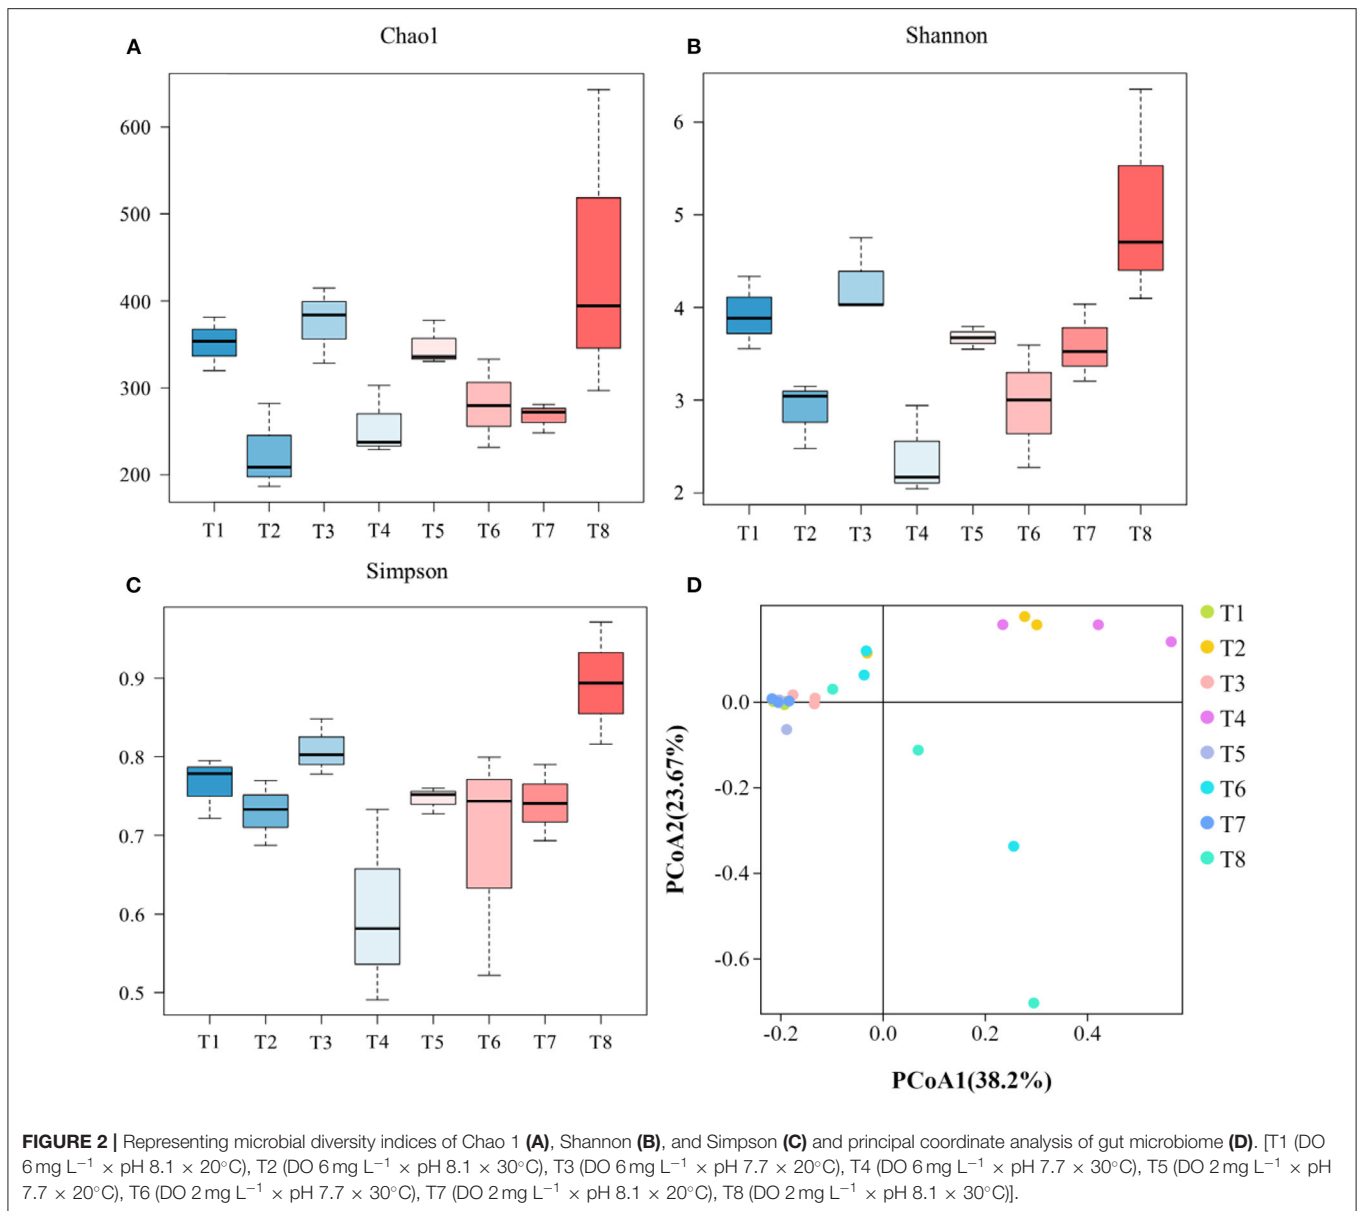 A
Chao1
600
500
400
300
200
T1 T2 T3 T4 T5 T6 T7 T8
B
Shannon
6
5
4
3
2
T1 T2 T3 T4 T5 T6 T7 T8
C
Simpson
0.9
0.8
0.7
0.6
0.5
T1 T2 T3 T4 T5 T6 T7 T8
D
PCoA2(23.67%)
0.0
-0.2
-0.4
-0.6
-0.2 0.0 0.2 0.4
PCoA1(38.2%)
T1
T2
T3
T4
T5
T6
T7
T8
FIGURE 2 | Representing microbial diversity indices of Chao 1 (A), Shannon (B), and Simpson (C) and principal coordinate analysis of gut microbiome (D). [T1 (DO
6 mg L⁻¹ × pH 8.1 × 20°C), T2 (DO 6 mg L⁻¹ × pH 8.1 × 30°C), T3 (DO 6 mg L⁻¹ × pH 7.7 × 20°C), T4 (DO 6 mg L⁻¹ × pH 7.7 × 30°C), T5 (DO 2 mg L⁻¹ × pH
7.7 × 20°C), T6 (DO 2 mg L⁻¹ × pH 7.7 × 30°C), T7 (DO 2 mg L⁻¹ × pH 8.1 × 20°C), T8 (DO 2 mg L⁻¹ × pH 8.1 × 30°C)].